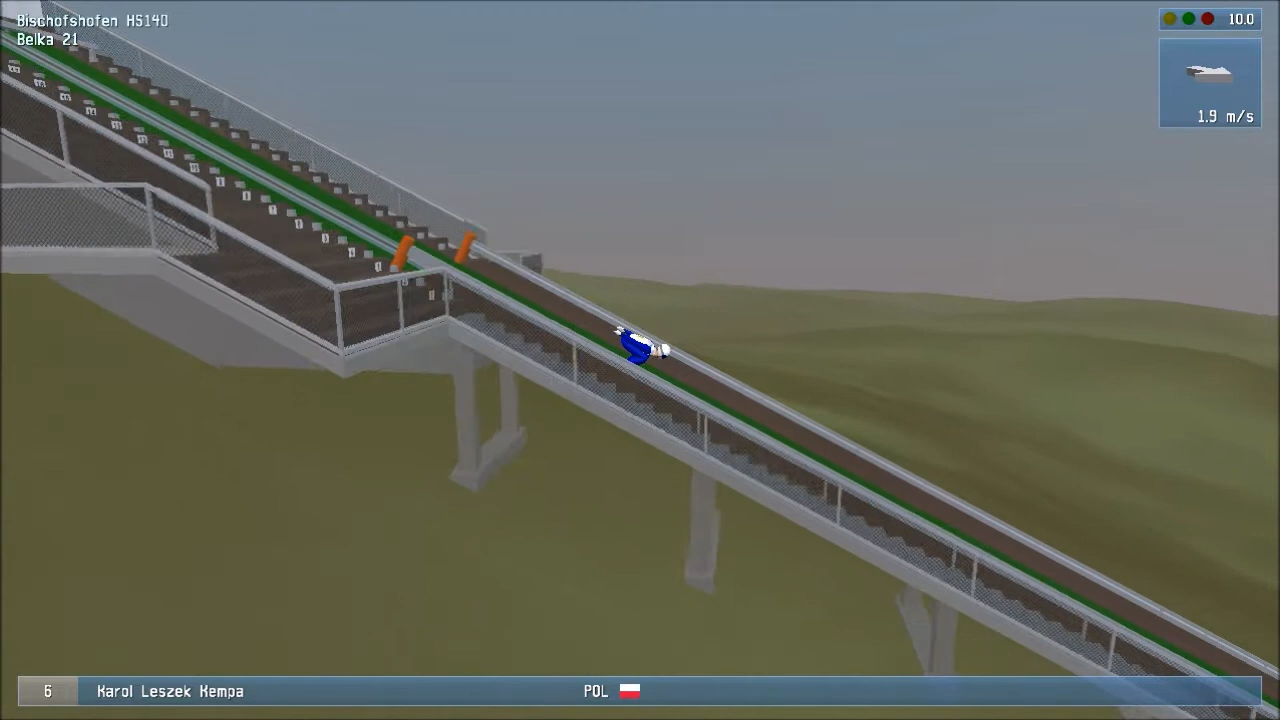 Bischofshofen HS140
Belka 21
10.0
1.9 m/s
6 Karol Leszek Kempa POL